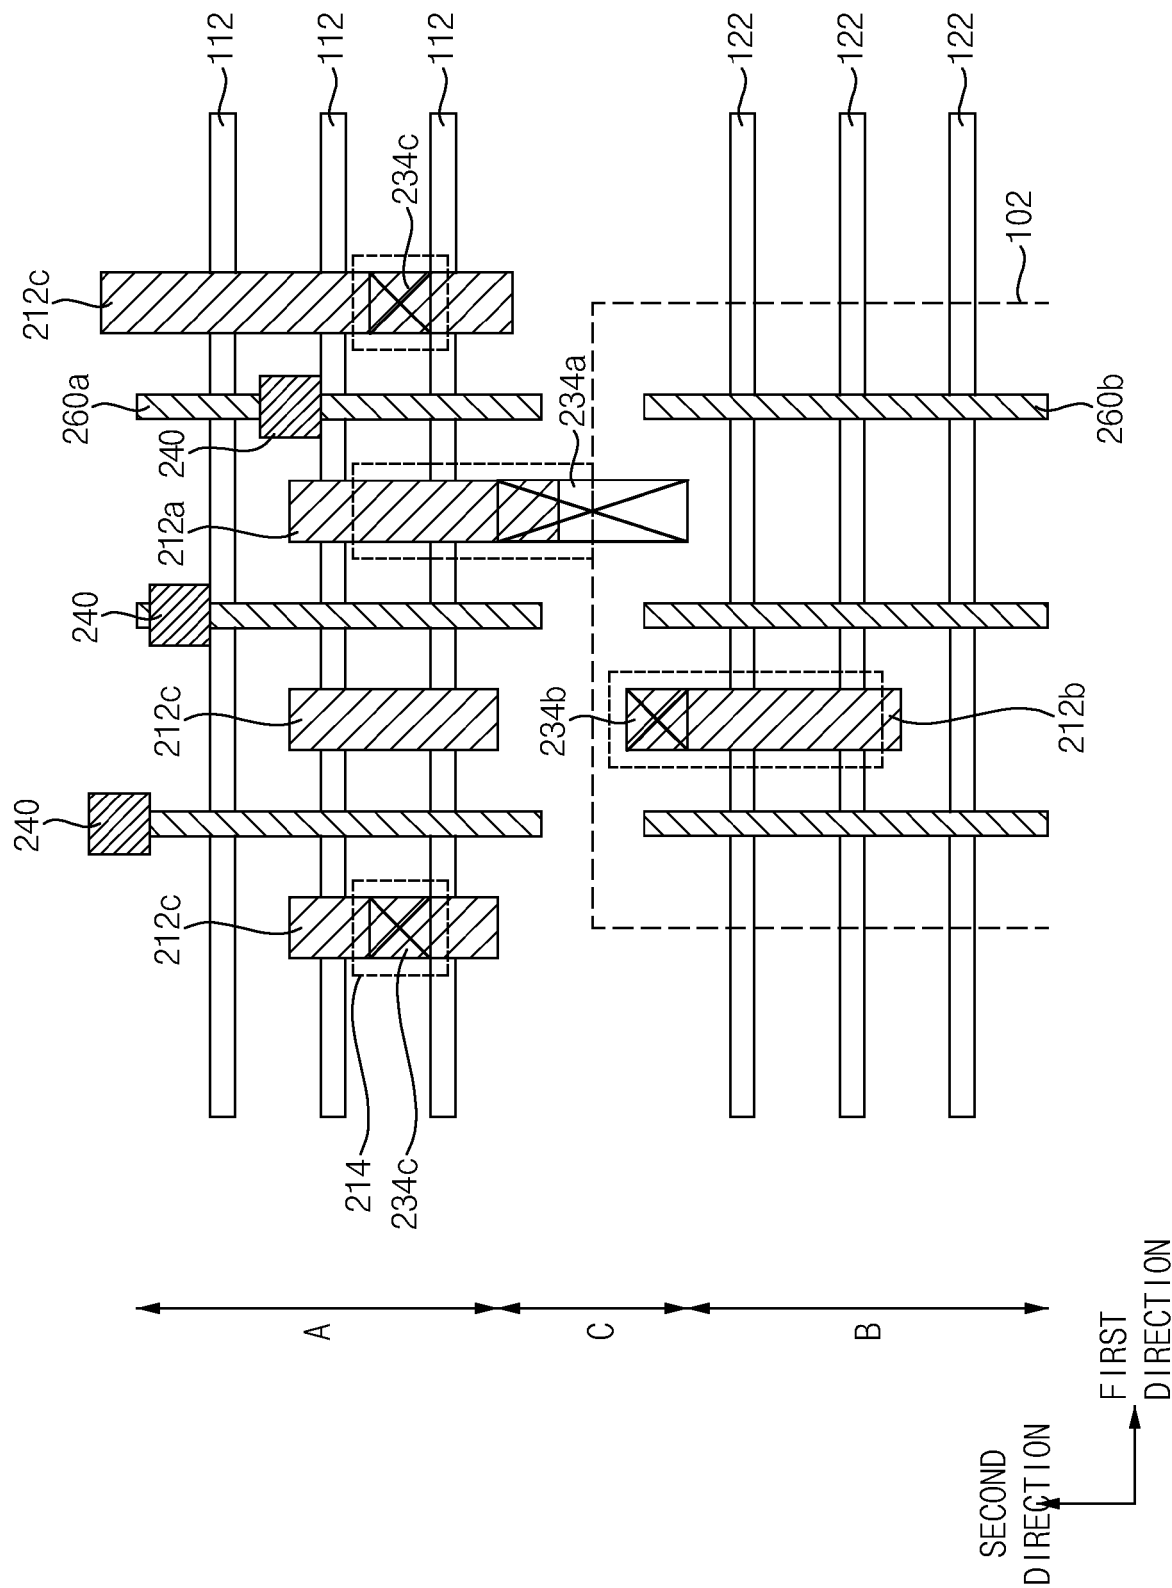 112
112
112
122
122
122
212c
234c
102
260a
240
234a
260b
212a
240
212c
234b
212b
240
212c
214
234c
A
C
B
SECOND
DIRECTION
FIRST
DIRECTION